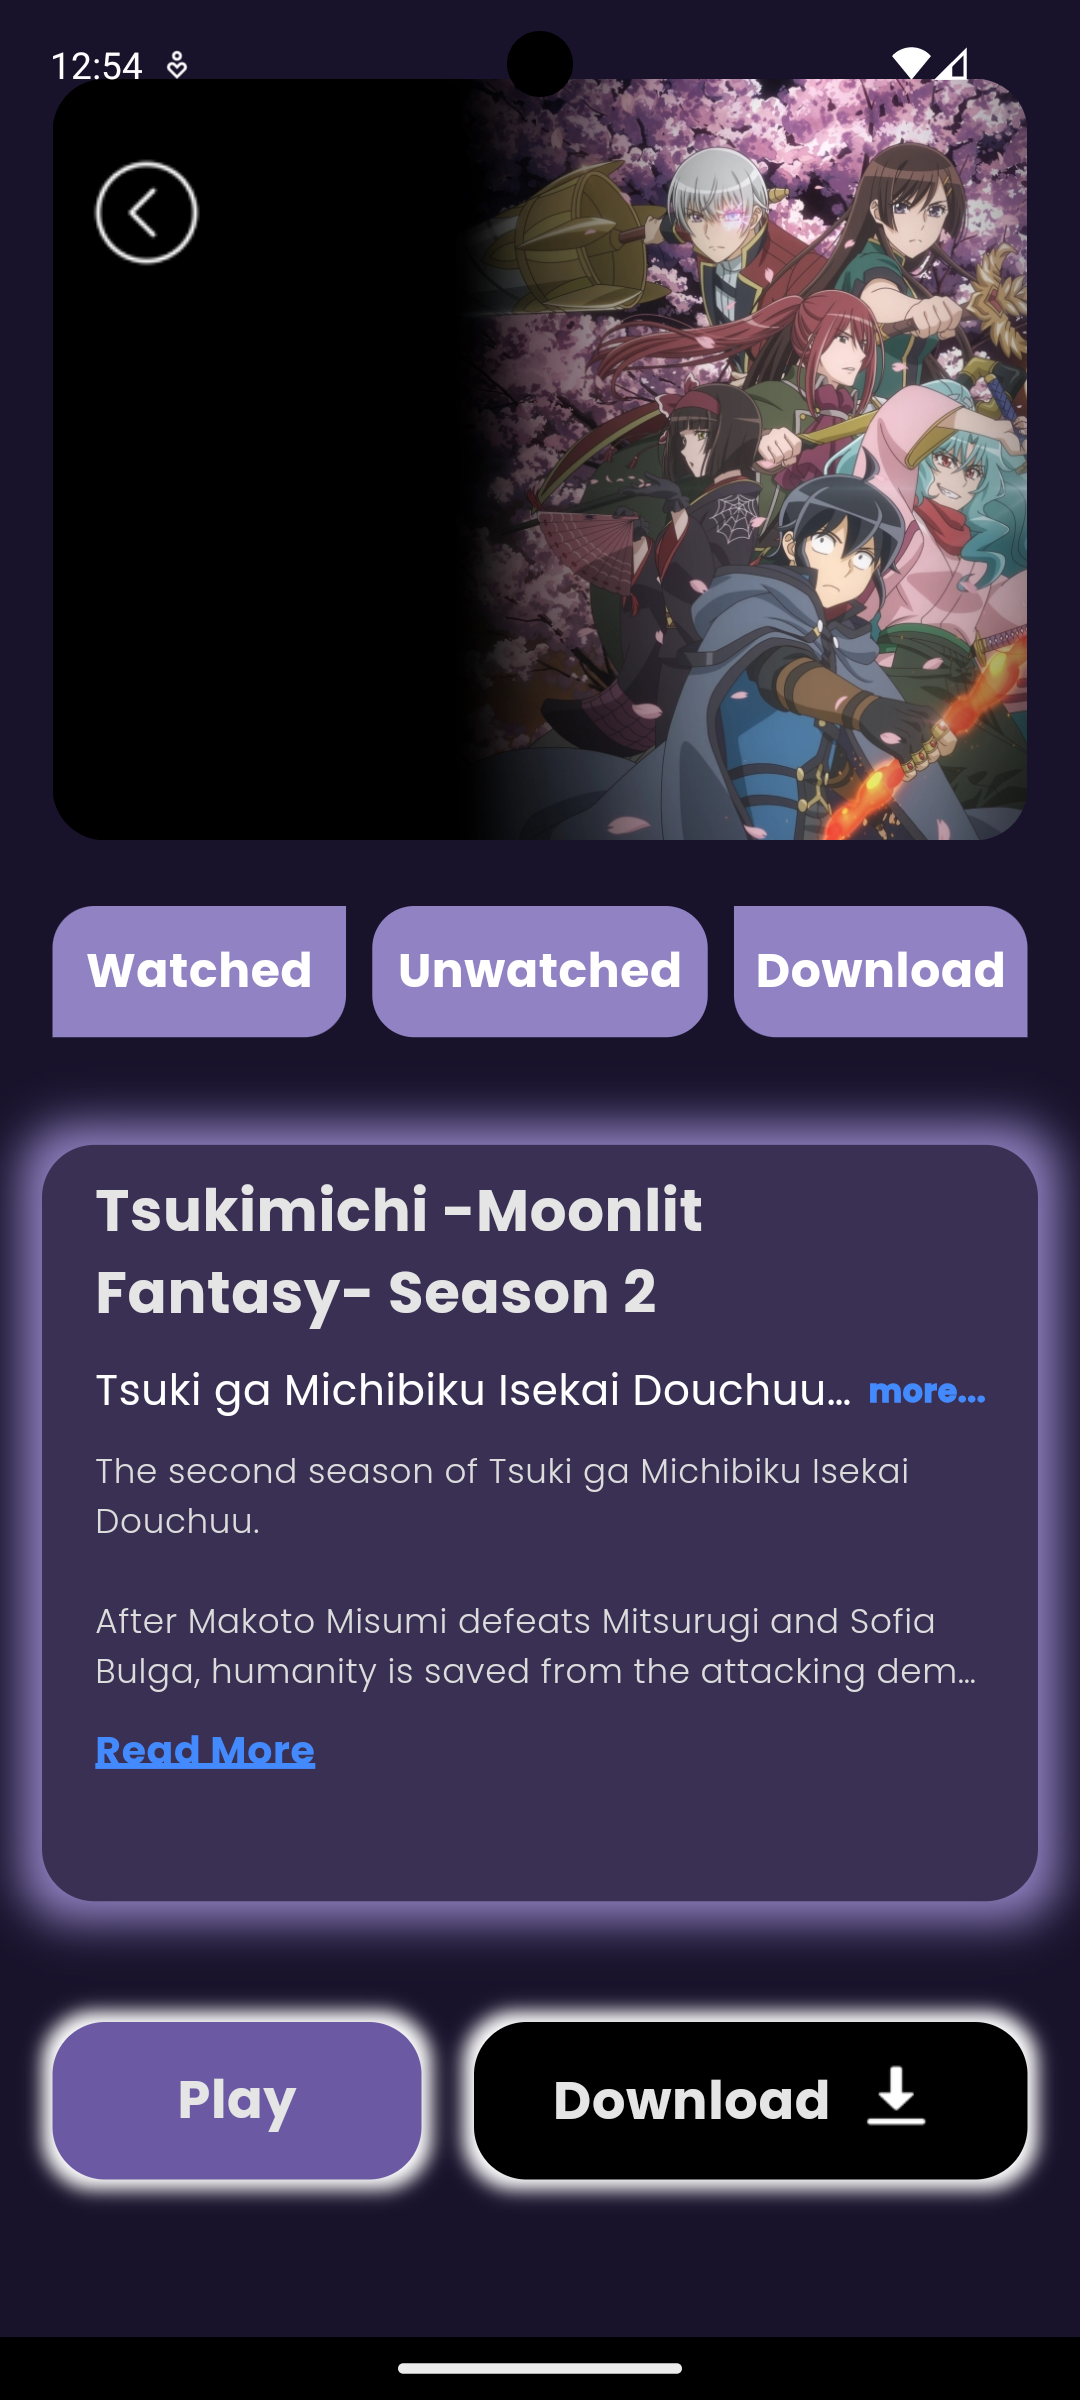 12:54
Watched
Unwatched
Download
Tsukimichi -Moonlit
Fantasy- Season 2
Tsuki ga Michibiku Isekai Douchuu... more...
The second season of Tsuki ga Michibiku Isekai
Douchuu.
After Makoto Misumi defeats Mitsurugi and Sofia
Bulga, humanity is saved from the attacking dem...
Read More
Play
Download